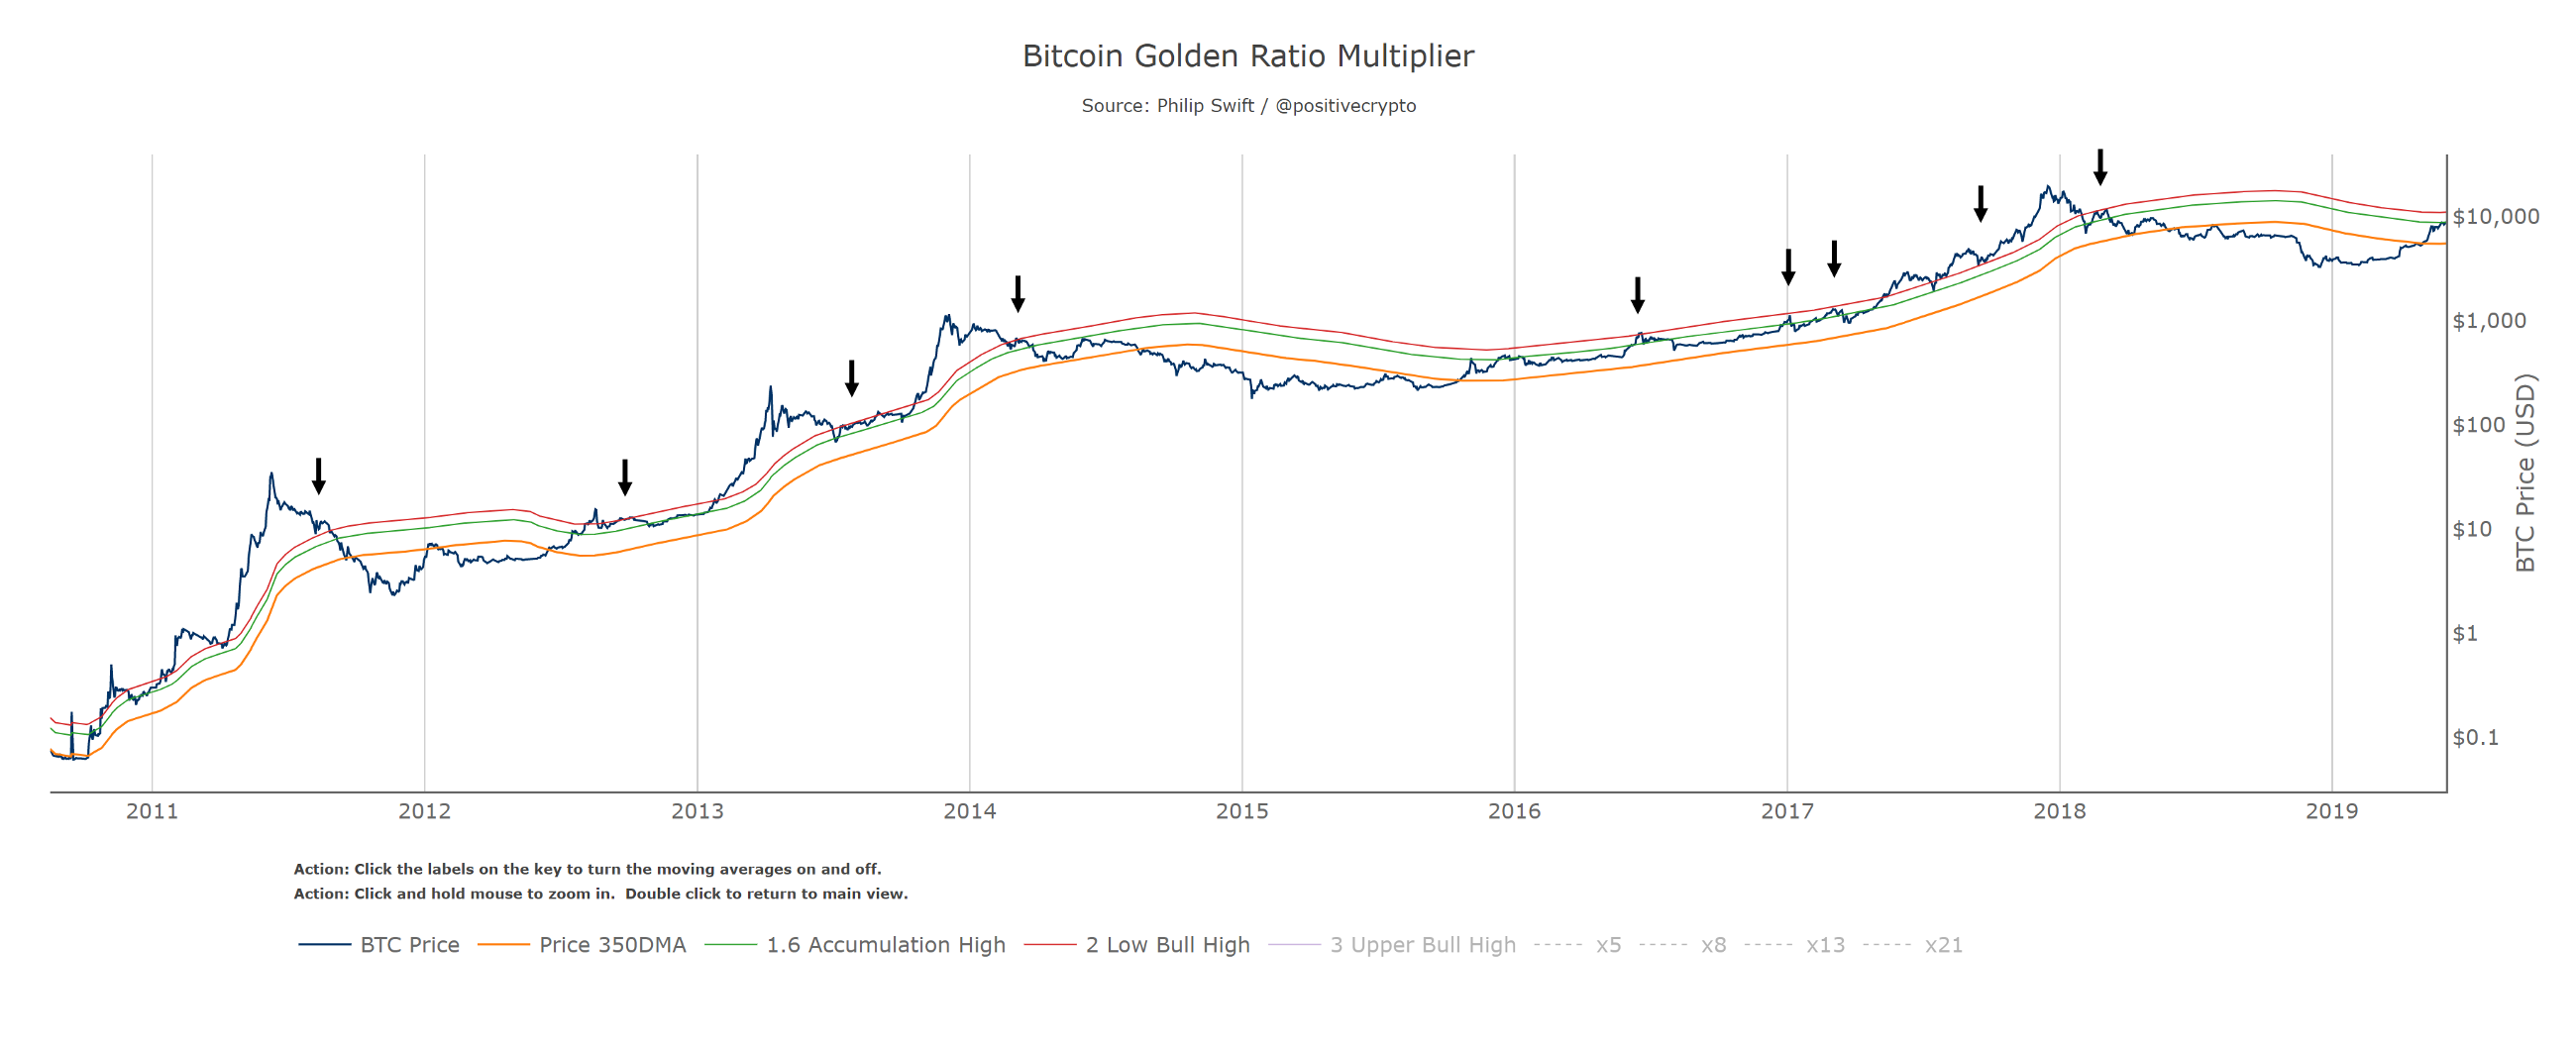 Bitcoin Golden Ratio Multiplier
Source: Philip Swift / @positivecrypto
$10,000
$1,000
$100
$10
$1
$0.1
BTC Price (USD)
2011 2012 2013 2014 2015 2016 2017 2018 2019
Action: Click the labels on the key to turn the moving averages on and off.
Action: Click and hold mouse to zoom in.  Double click to return to main view.
BTC Price Price 350DMA 1.6 Accumulation High 2 Low Bull High 3 Upper Bull High x5 x8 x13 x21